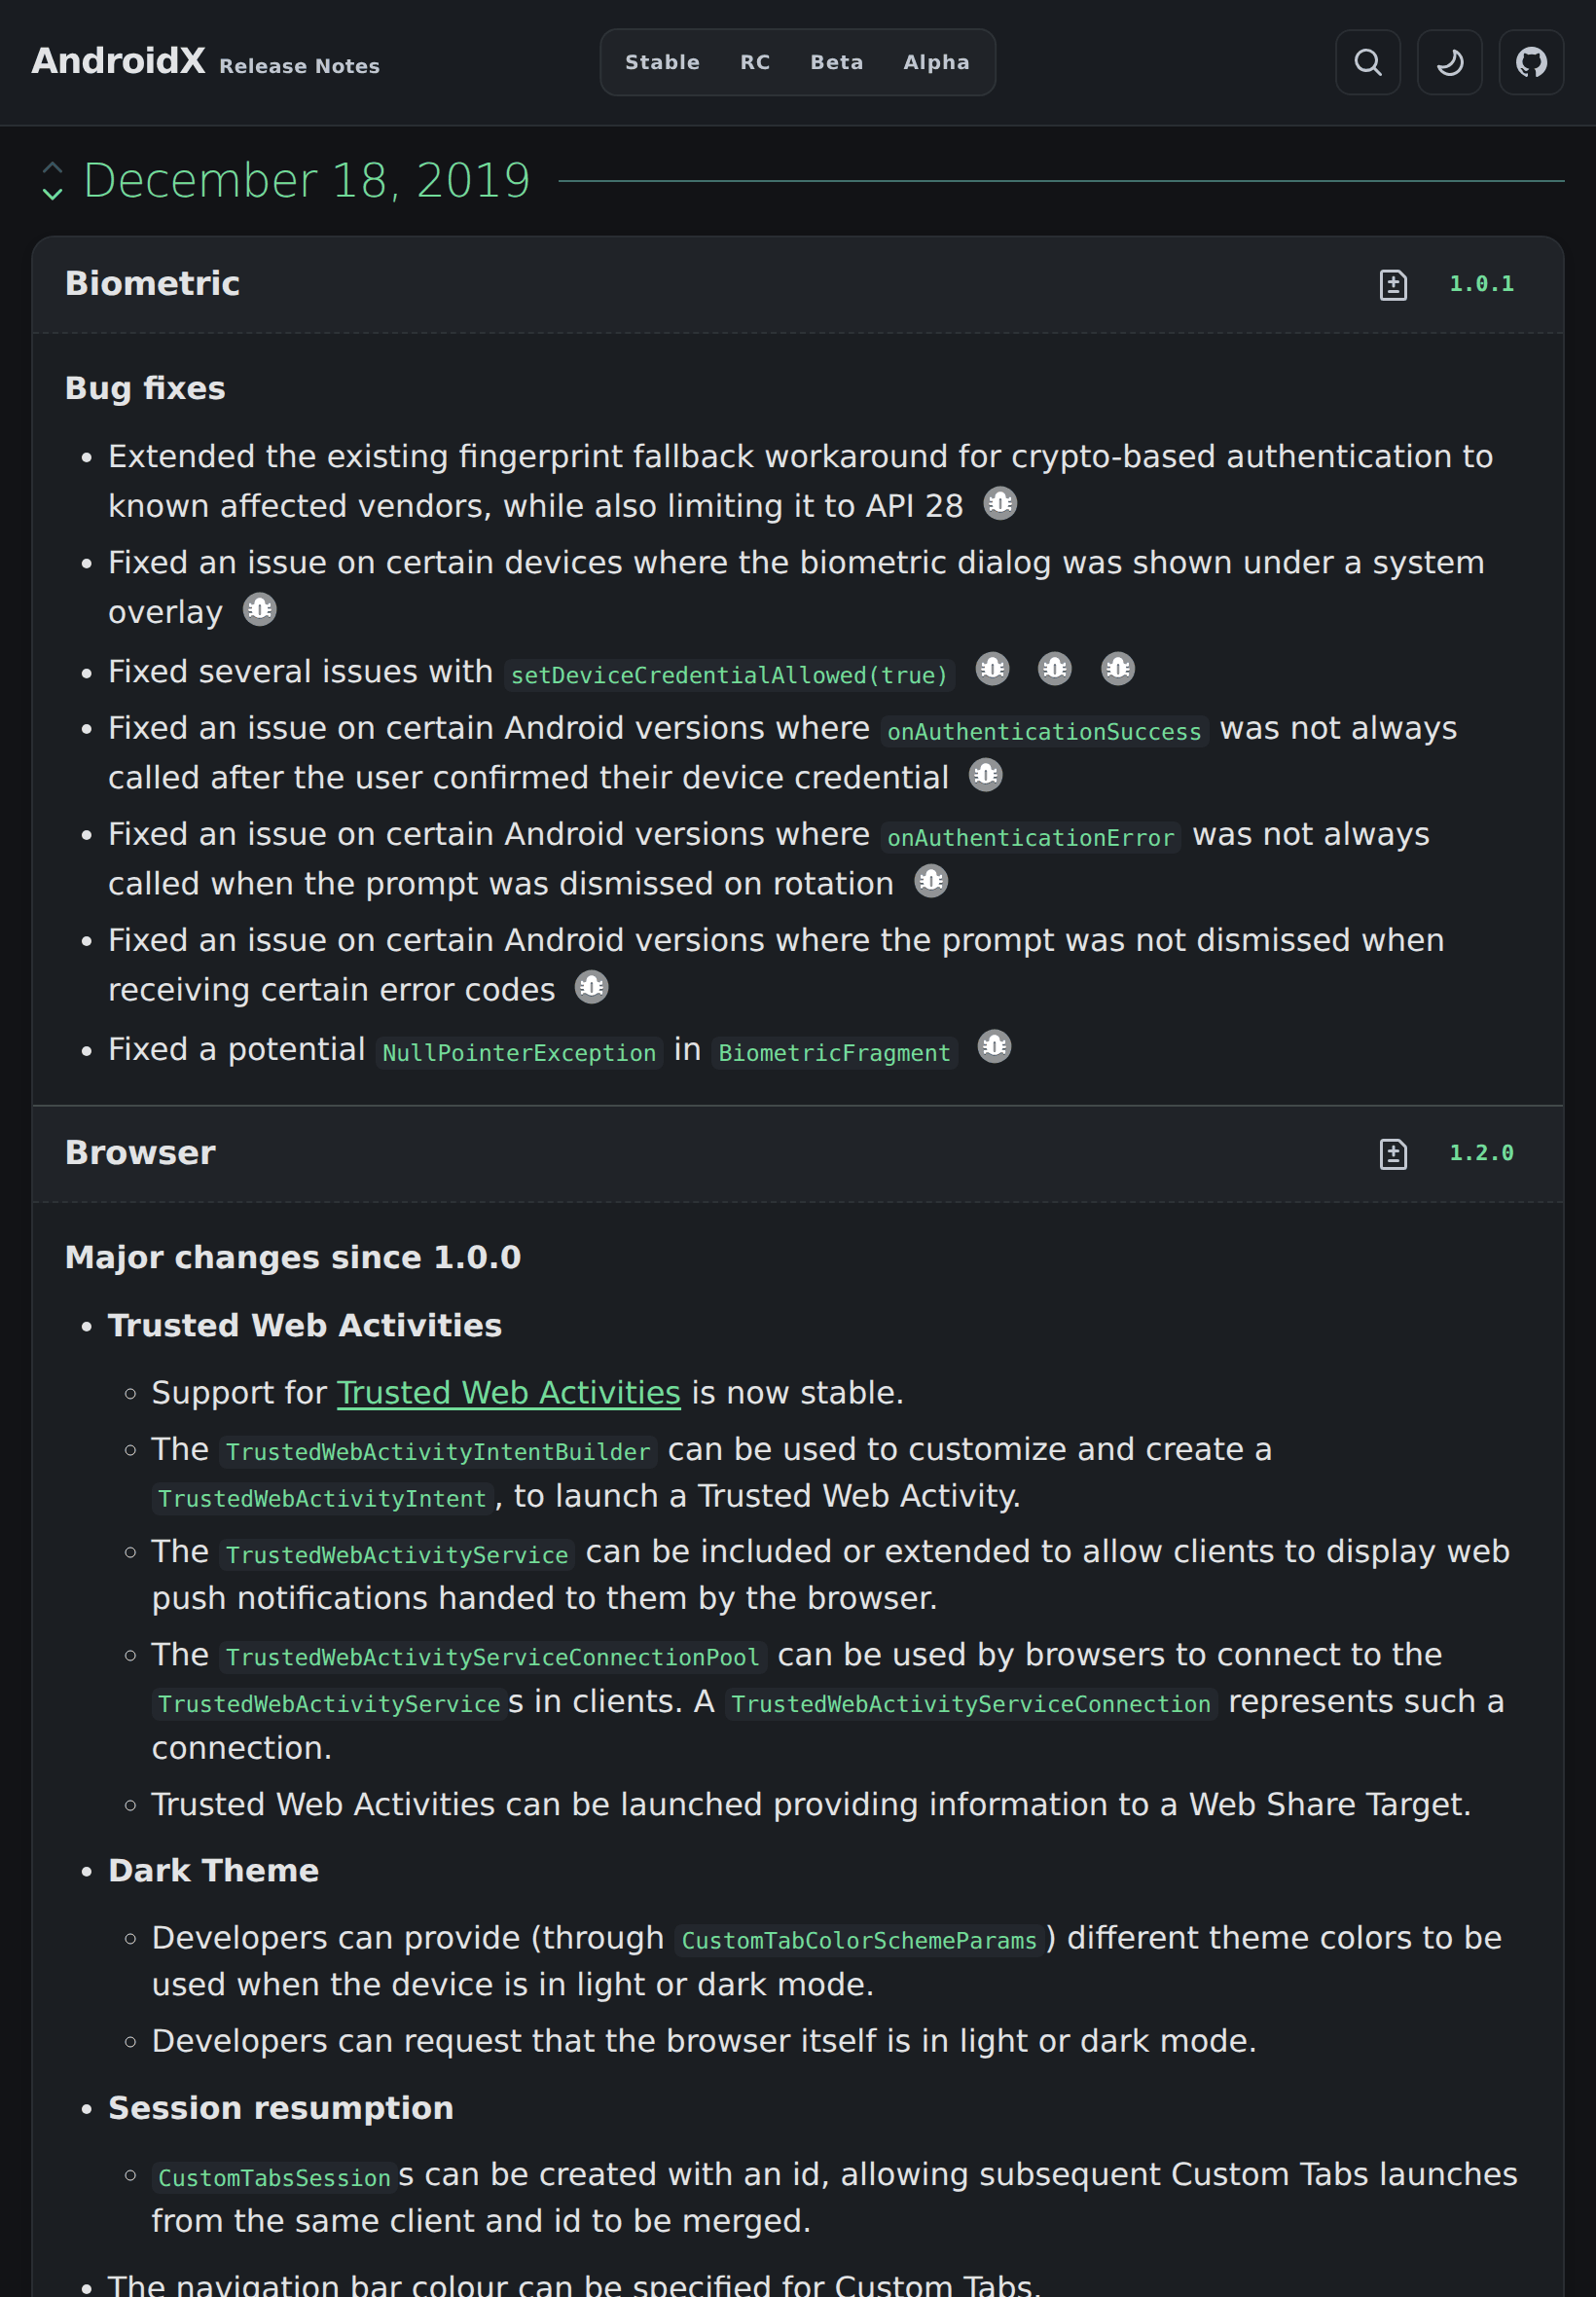 AndroidX Release Notes
Stable RC Beta Alpha
December 18, 2019
Biometric
1.0.1
Bug fixes
Extended the existing fingerprint fallback workaround for crypto-based authentication to
known affected vendors, while also limiting it to API 28
Fixed an issue on certain devices where the biometric dialog was shown under a system
overlay
Fixed several issues with setDeviceCredentialAllowed(true)
Fixed an issue on certain Android versions where onAuthenticationSuccess was not always
called after the user confirmed their device credential
Fixed an issue on certain Android versions where onAuthenticationError was not always
called when the prompt was dismissed on rotation
Fixed an issue on certain Android versions where the prompt was not dismissed when
receiving certain error codes
Fixed a potential NullPointerException in BiometricFragment
Browser
1.2.0
Major changes since 1.0.0
Trusted Web Activities
Support for Trusted Web Activities is now stable.
The TrustedWebActivityIntentBuilder can be used to customize and create a
TrustedWebActivityIntent, to launch a Trusted Web Activity.
The TrustedWebActivityService can be included or extended to allow clients to display web
push notifications handed to them by the browser.
The TrustedWebActivityServiceConnectionPool can be used by browsers to connect to the
TrustedWebActivityServices in clients. A TrustedWebActivityServiceConnection represents such a
connection.
Trusted Web Activities can be launched providing information to a Web Share Target.
Dark Theme
Developers can provide (through CustomTabColorSchemeParams) different theme colors to be
used when the device is in light or dark mode.
Developers can request that the browser itself is in light or dark mode.
Session resumption
CustomTabsSessions can be created with an id, allowing subsequent Custom Tabs launches
from the same client and id to be merged.
The navigation bar colour can be specified for Custom Tabs.